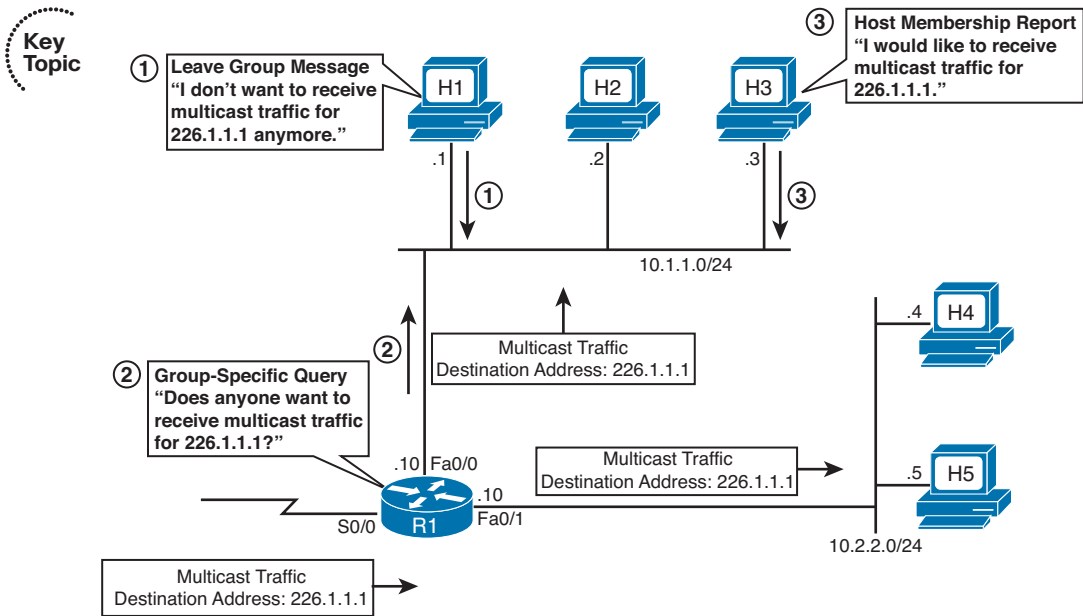 Key
Topic
1
Leave Group Message
“I don’t want to receive
multicast traffic for
226.1.1.1 anymore.”
H1
H2
H3
3
Host Membership Report
“I would like to receive
multicast traffic for
226.1.1.1.”
.1
.2
.3
1
3
10.1.1.0/24
2
Multicast Traffic
Destination Address: 226.1.1.1
.4
H4
2
Group-Specific Query
“Does anyone want to
receive multicast traffic
for 226.1.1.1?”
.10
Fa0/0
Multicast Traffic
Destination Address: 226.1.1.1
.5
H5
.10
Fa0/1
S0/0
R1
10.2.2.0/24
Multicast Traffic
Destination Address: 226.1.1.1